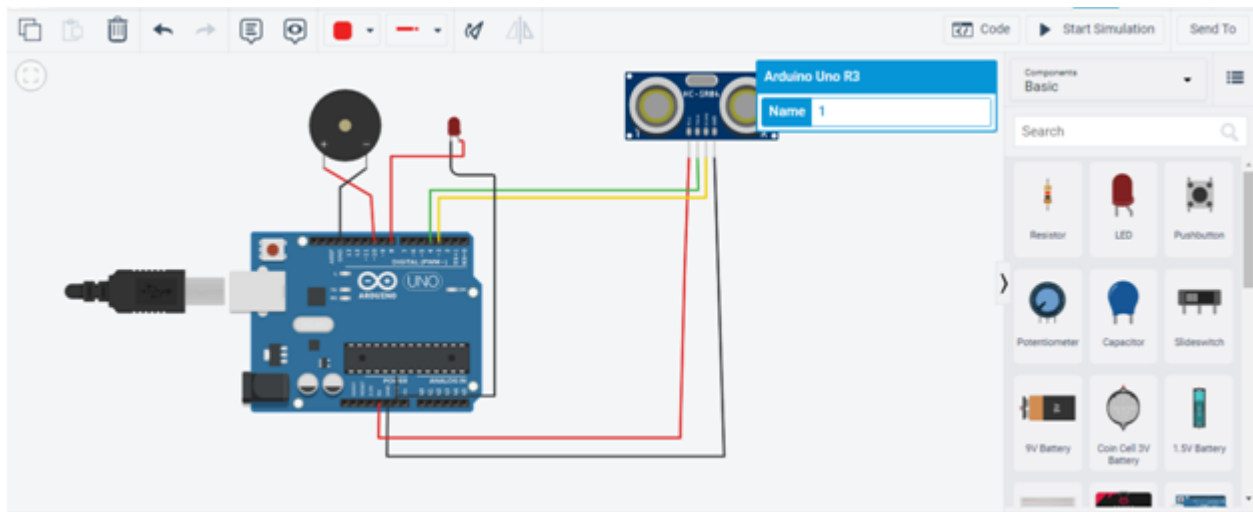 Code
Start Simulation
Send To
HC-SR04
Arduino Uno R3
Name 1
Components
Basic
Search
Resistor
LED
Pushbutton
DIGITAL (PWM~)
UNO
ARDUINO
Potentiometer
Capacitor
Slideswitch
POWER
ANALOG IN
9V Battery
Coin Cell 3V
Battery
1.5V Battery